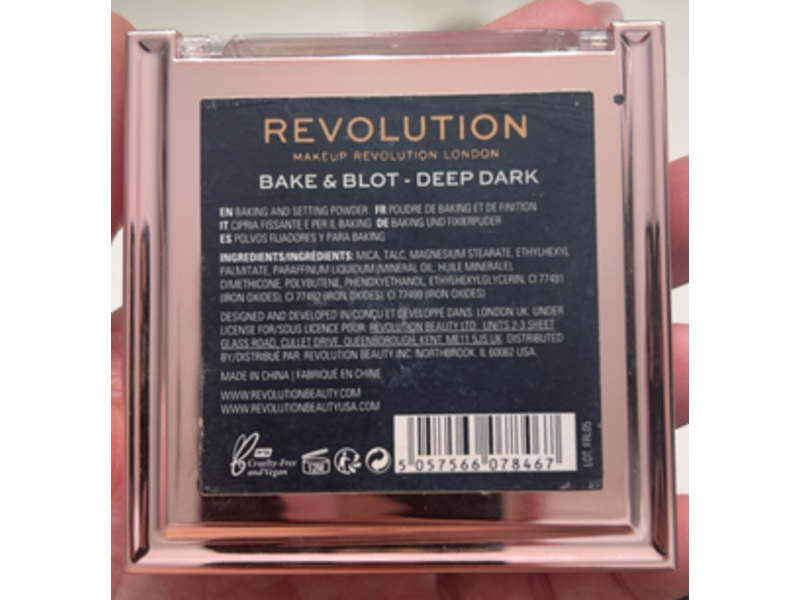 REVOLUTION
MAKEUP REVOLUTION LONDON
BAKE & BLOT - DEEP DARK
EN BAKING AND SETTING POWDER FR POUDRE DE BAKING ET DE FINITION
IT CIPRIA FISSANTE E PER IL BAKING DE BAKING UND FIXIERPUDER
ES POLVOS FIJADORES Y PARA BAKING
INGREDIENTS/INGRÉDIENTS: MICA, TALC, MAGNESIUM STEARATE, ETHYLHEXYL
PALMITATE, PARAFFINUM LIQUIDUM (MINERAL OIL, HUILE MINERALE),
DIMETHICONE, POLYBUTENE, PHENOXYETHANOL, ETHYLHEXYLGLYCERIN, CI 77491
(IRON OXIDES), CI 77492 (IRON OXIDES), CI 77499 (IRON OXIDES)
DESIGNED AND DEVELOPED IN/CONÇU ET DÉVELOPPÉ DANS: LONDON UK. UNDER
LICENSE FOR/SOUS LICENCE POUR: REVOLUTION BEAUTY LTD. UNITS 2-3 SHEET
GLASS ROAD, CULLET DRIVE, QUEENBOROUGH, KENT, ME11 5JS UK. DISTRIBUTED
BY/DISTRIBUÉ PAR: REVOLUTION BEAUTY INC. NORTHBROOK, IL 60062 USA.
MADE IN CHINA | FABRIQUÉ EN CHINE
WWW.REVOLUTIONBEAUTY.COM
WWW.REVOLUTIONBEAUTYUSA.COM
Cruelty-Free
and Vegan
12M
5 057566 078467
LOT FRL05